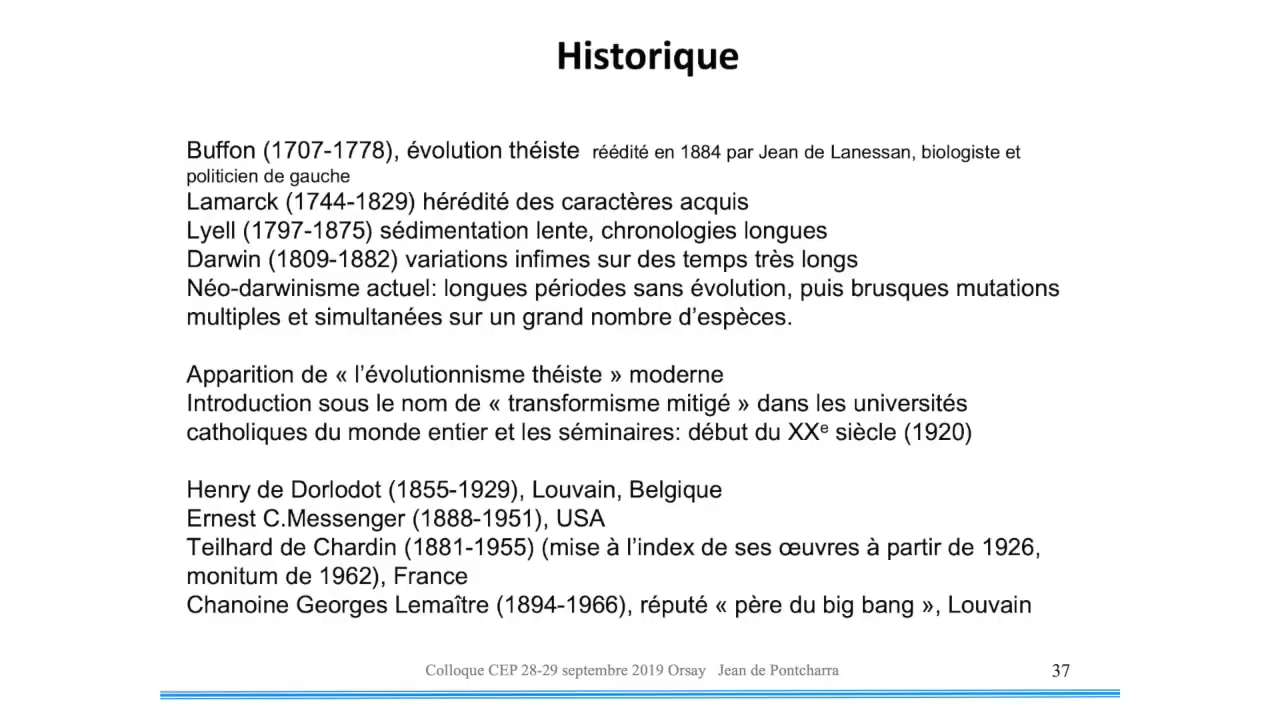 Historique
Buffon (1707-1778), évolution théiste réédité en 1884 par Jean de Lanessan, biologiste et
politicien de gauche
Lamarck (1744-1829) hérédité des caractères acquis
Lyell (1797-1875) sédimentation lente, chronologies longues
Darwin (1809-1882) variations infimes sur des temps très longs
Néo-darwinisme actuel: longues périodes sans évolution, puis brusques mutations
multiples et simultanées sur un grand nombre d’espèces.
Apparition de « l’évolutionnisme théiste » moderne
Introduction sous le nom de « transformisme mitigé » dans les universités
catholiques du monde entier et les séminaires: début du XXe siècle (1920)
Henry de Dorlodot (1855-1929), Louvain, Belgique
Ernest C.Messenger (1888-1951), USA
Teilhard de Chardin (1881-1955) (mise à l’index de ses œuvres à partir de 1926,
monitum de 1962), France
Chanoine Georges Lemaître (1894-1966), réputé « père du big bang », Louvain
Colloque CEP 28-29 septembre 2019 Orsay Jean de Pontcharra 37